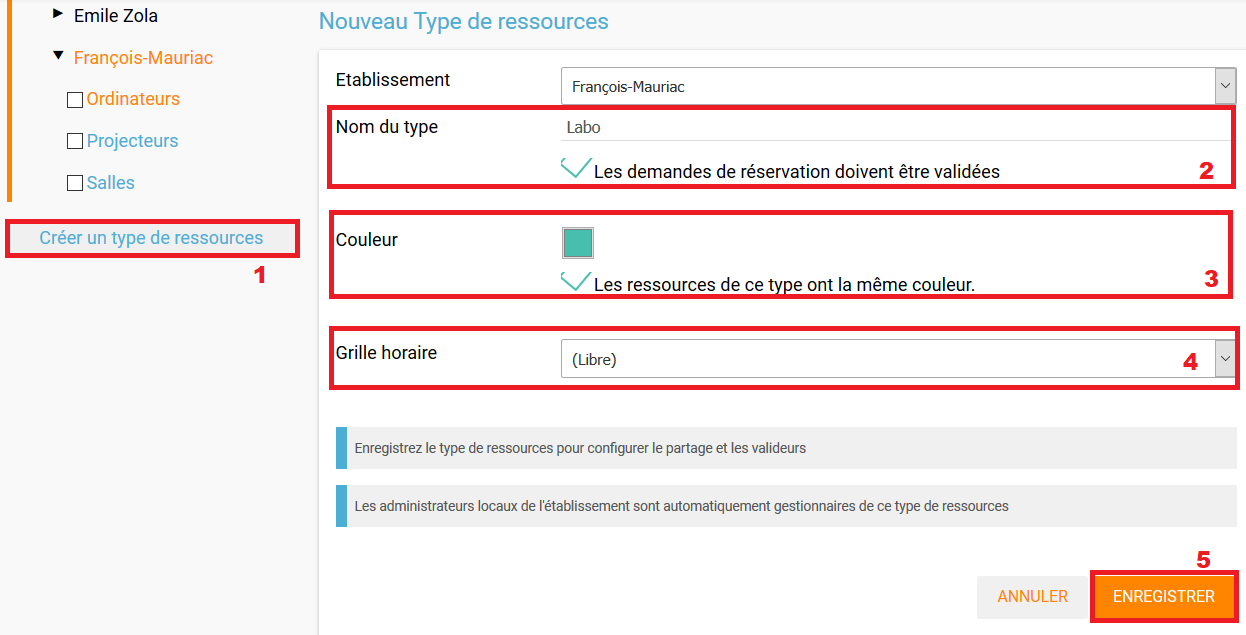 Emile Zola
François-Mauriac
Ordinateurs
Projecteurs
Salles
Créer un type de ressources
1
Nouveau Type de ressources
Etablissement
François-Mauriac
Nom du type
Labo
Les demandes de réservation doivent être validées
2
Couleur
Les ressources de ce type ont la même couleur.
3
Grille horaire
(Libre)
4
Enregistrez le type de ressources pour configurer le partage et les valideurs
Les administrateurs locaux de l'établissement sont automatiquement gestionnaires de ce type de ressources
5
ANNULER
ENREGISTRER